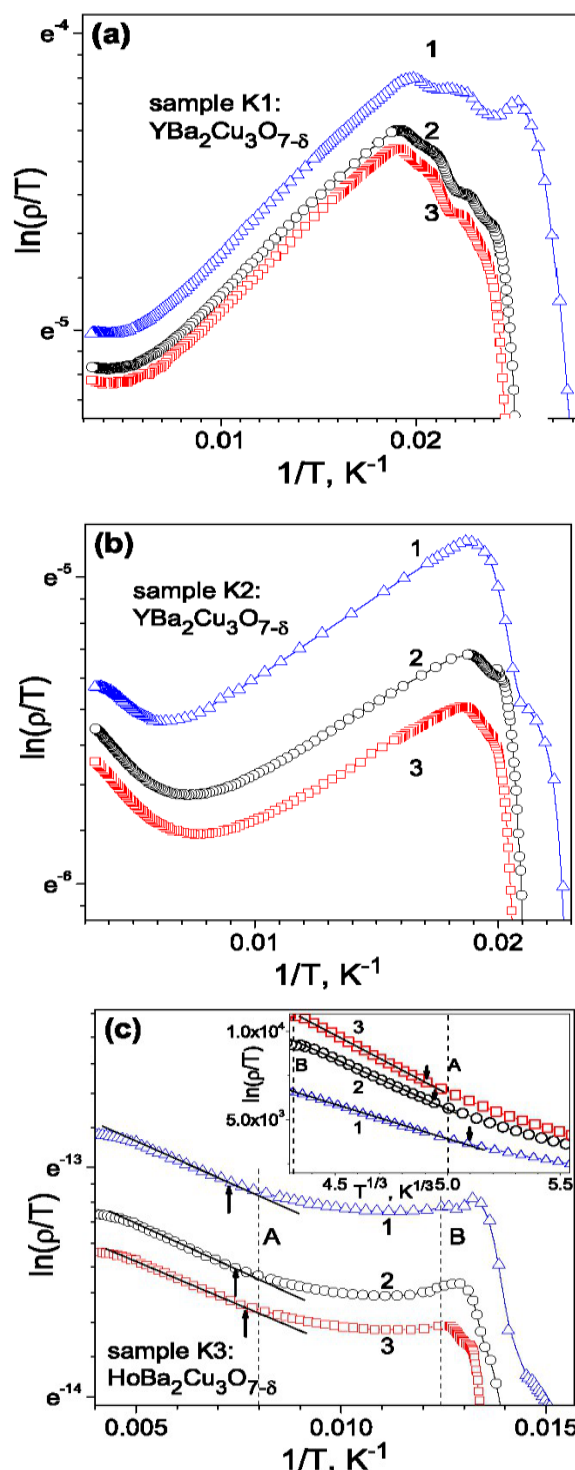 (a)
e⁻⁴
1
sample K1:
YBa₂Cu₃O₇₋δ
2
3
ln(ρ/T)
e⁻⁵
0.01 0.02
1/T, K⁻¹
(b)
1
e⁻⁵
sample K2:
YBa₂Cu₃O₇₋δ
2
ln(ρ/T)
3
e⁻⁶
0.01 0.02
1/T, K⁻¹
(c)
3
1.0x10⁴
A
B
ln(ρ/T)
2
5.0x10³
1
4.5 5.0 5.5
T⁻¹/³, K¹/³
e⁻¹³
A
1
B
ln(ρ/T)
2
3
sample K3:
HoBa₂Cu₃O₇₋δ
e⁻¹⁴
0.005 0.010 0.015
1/T, K⁻¹